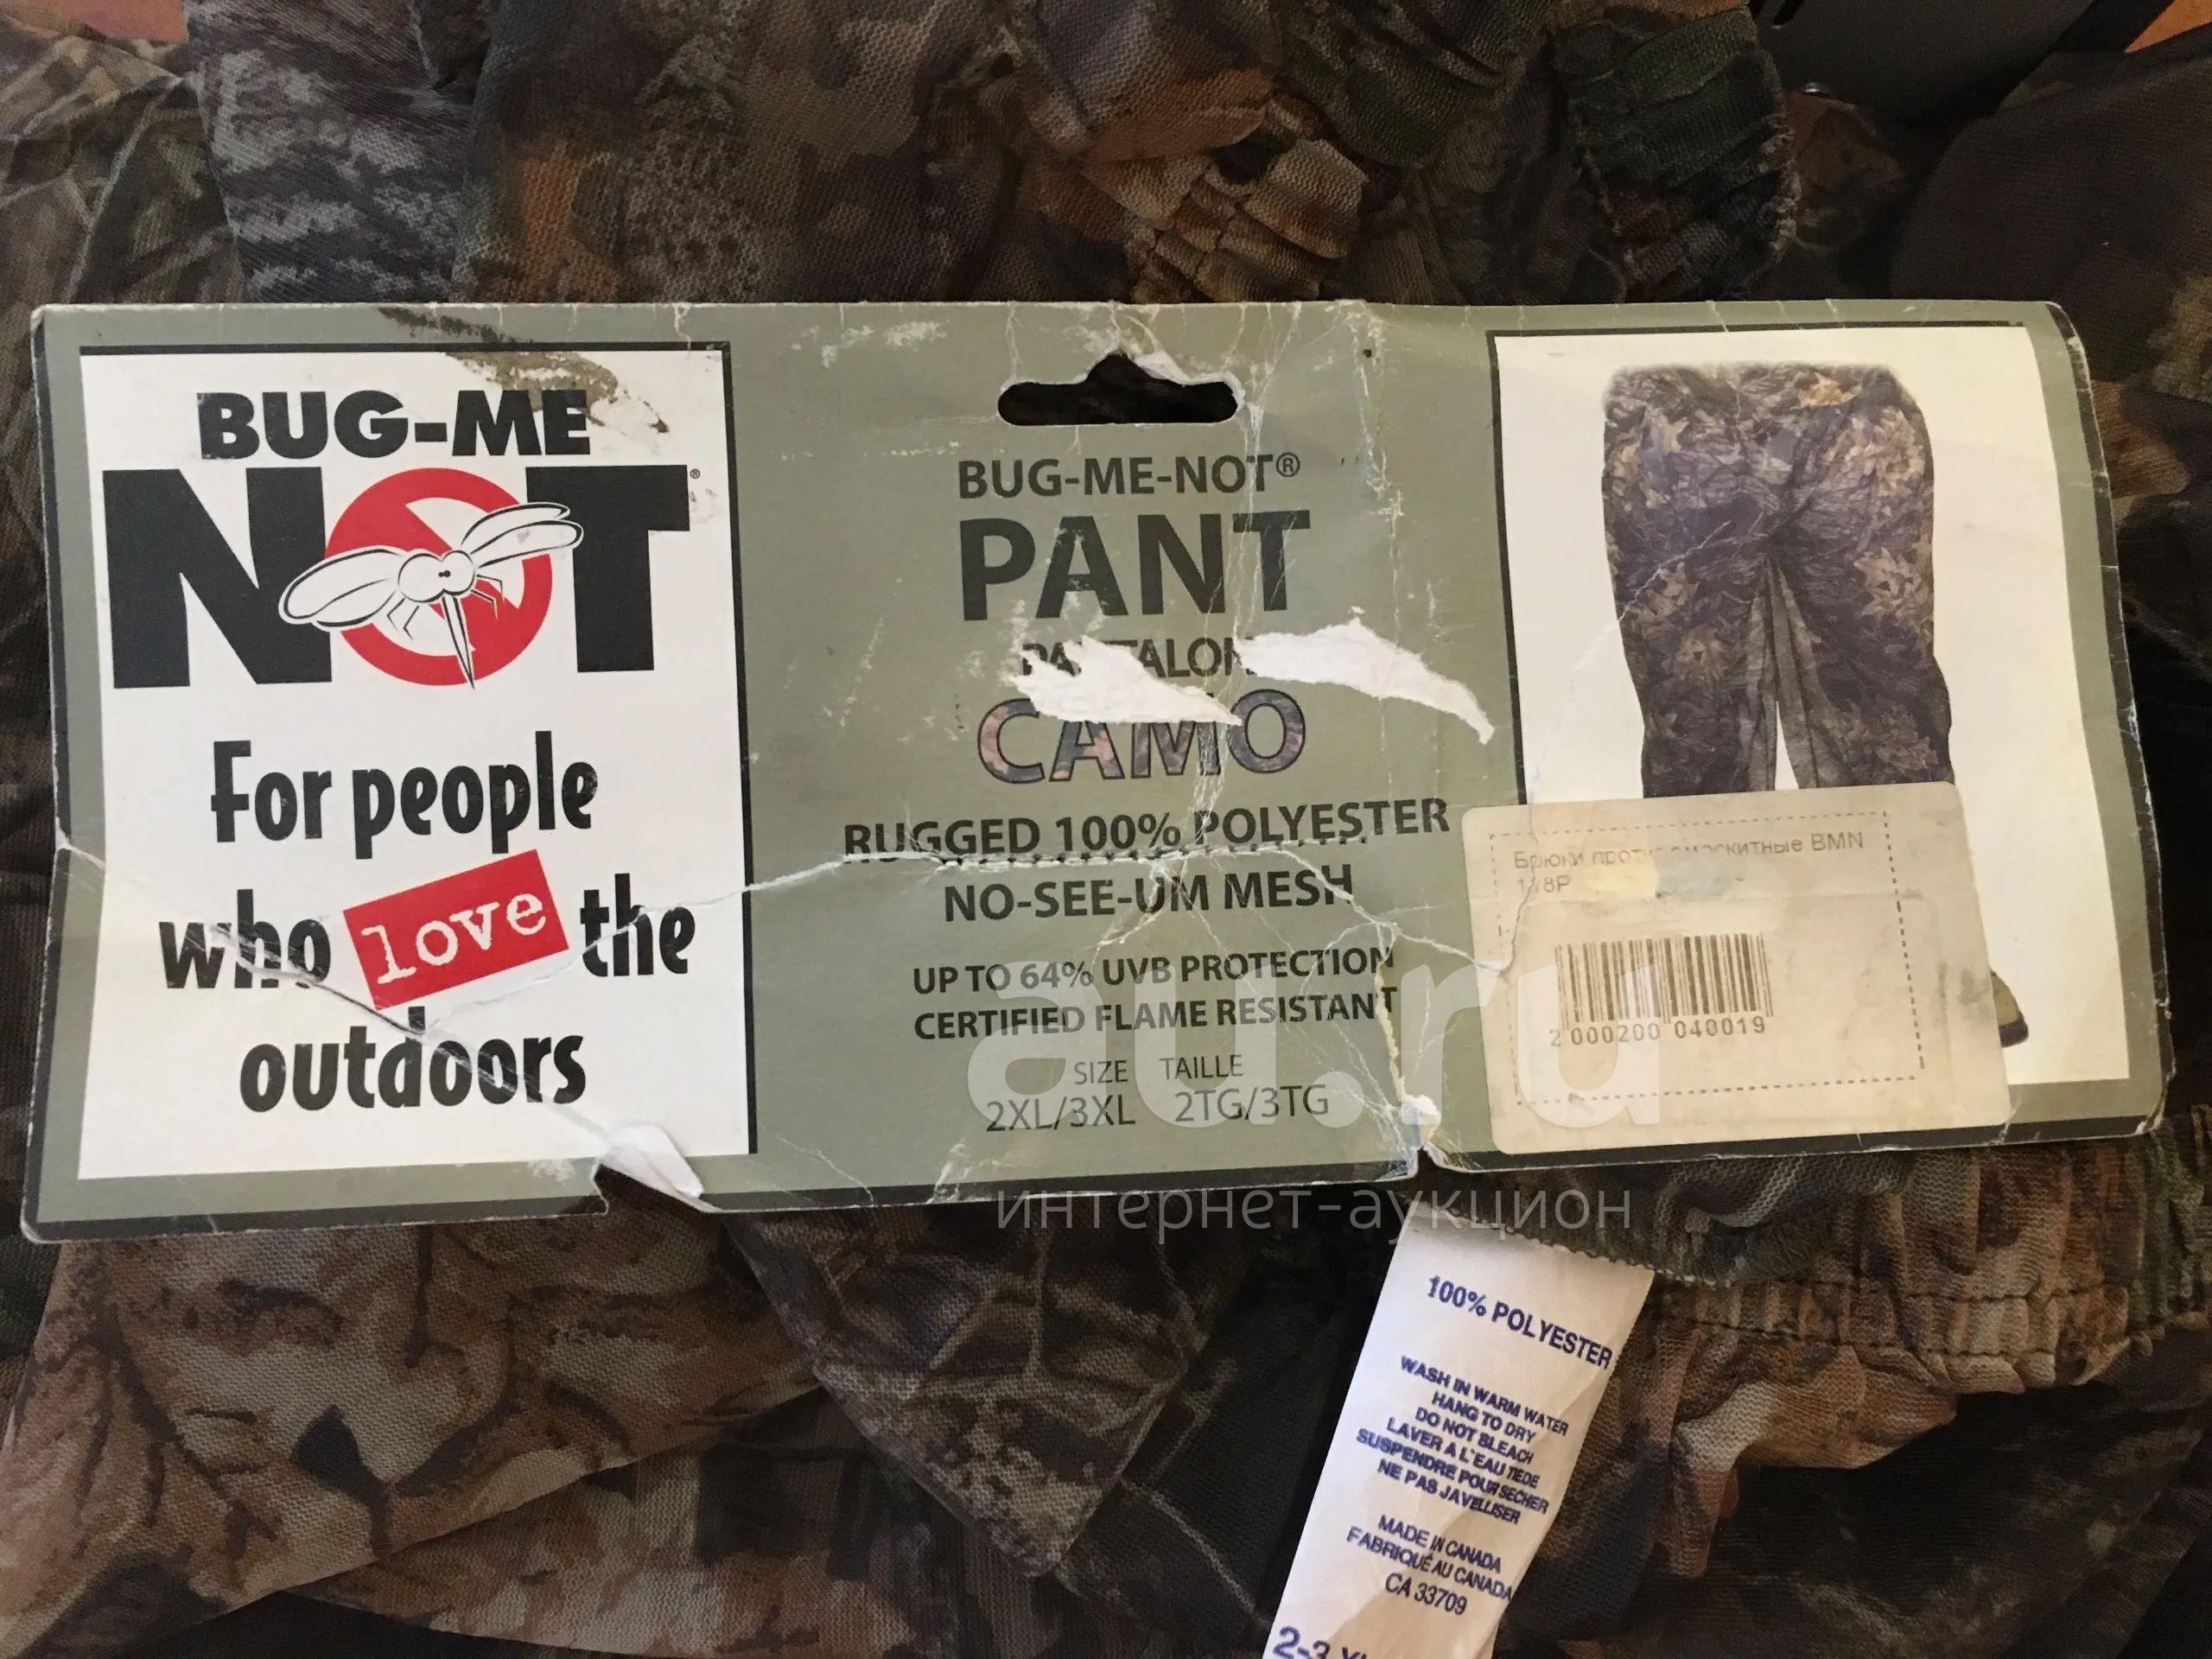 BUG-ME
NOT®
For people
who love the
outdoors
BUG-ME-NOT®
PANT
CAMO
RUGGED 100% POLYESTER
NO-SEE-UM MESH
UP TO 64% UVB PROTECTION
CERTIFIED FLAME RESISTANT
SIZE TAILLE
2XL/3XL 2TG/3TG
Брюки BMN
2 000200 040019
au.ru
интернет-аукцион
100% POLYESTER
WASH IN WARM WATER
HANG TO DRY
DO NOT BLEACH
LAVER A L'EAU TIEDE
SUSPENDRE POUR SECHER
NE PAS JAVELLISER
MADE IN CANADA
FABRIQUÉ AU CANADA
CA 33709